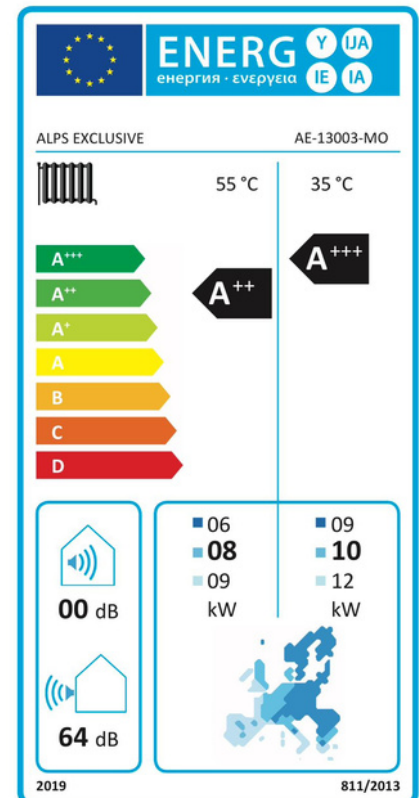 ENERG Y IJA
енергия · ενεργεια IE IA
ALPS EXCLUSIVE AE-13003-MO
55 °C 35 °C
A+++ A+++
A++ A++
A+
A
B
C
D
00 dB
64 dB
06 09
08 10
09 12
kW kW
2019 811/2013